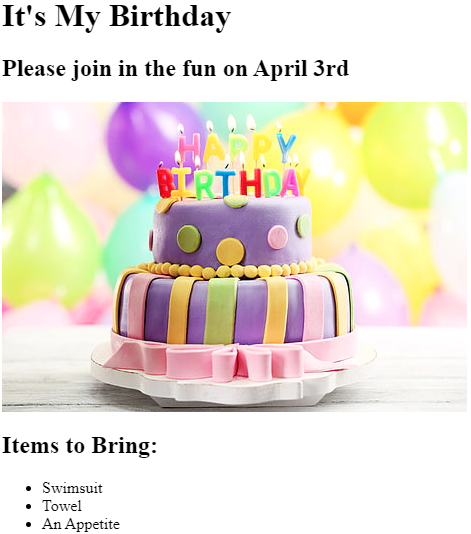 It's My Birthday
Please join in the fun on April 3rd
HAPPY
BIRTHDAY
Items to Bring:
Swimsuit
Towel
An Appetite